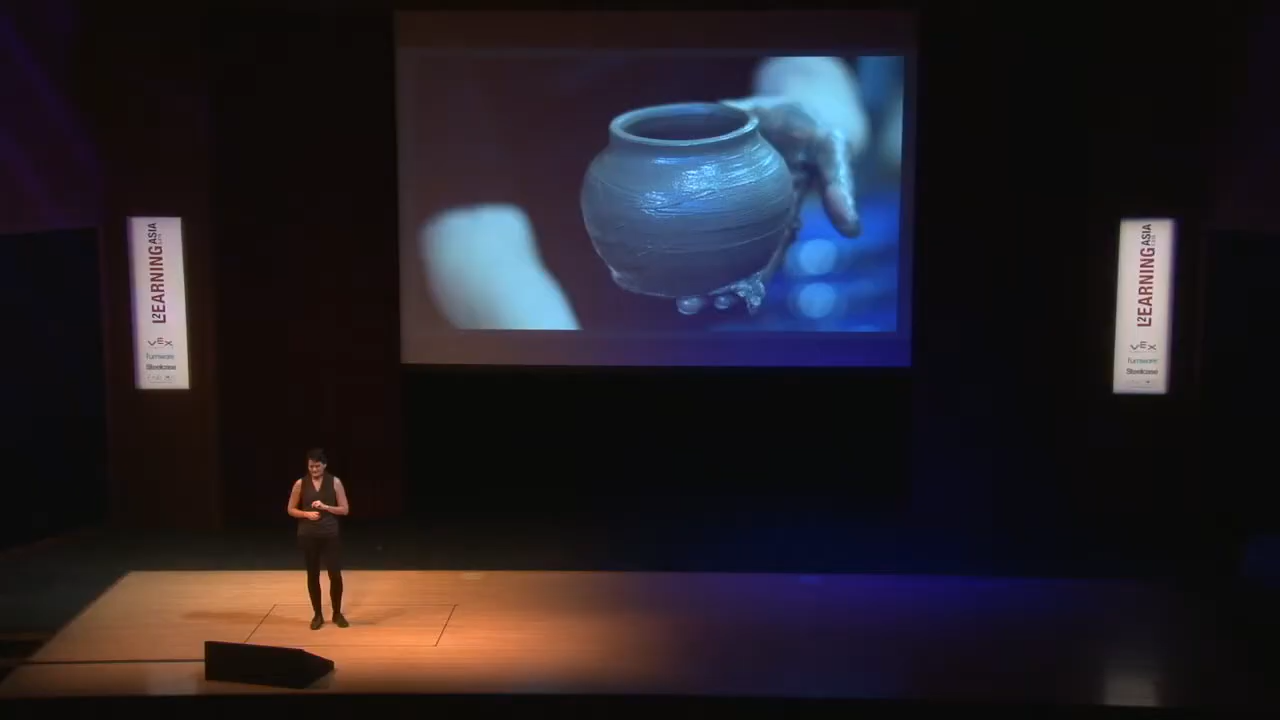 L²EARNING ASIA
VEX
Furnware
Steelcase
L²EARNING ASIA
VEX
Furnware
Steelcase